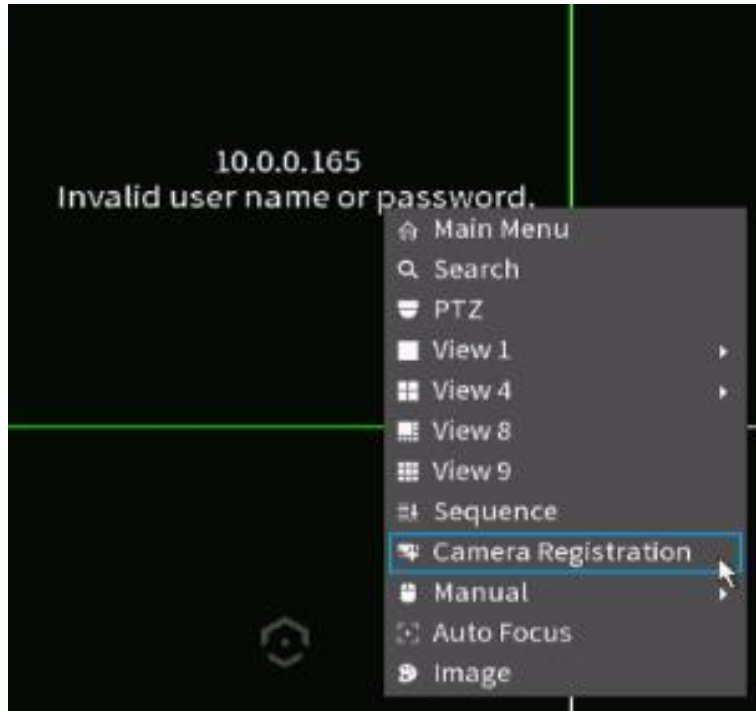 10.0.0.165
Invalid user name or password.
Main Menu
Search
PTZ
View 1
View 4
View 8
View 9
Sequence
Camera Registration
Manual
Auto Focus
Image